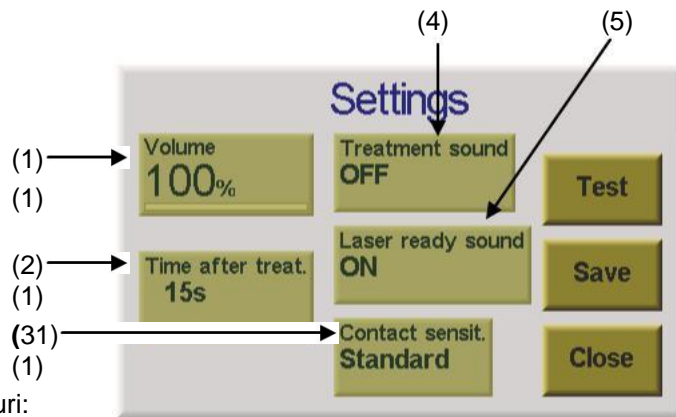 (4) (5)
Settings
(1)
(1)
Volume
100%
Treatment sound
OFF
Test
(2)
(1)
Time after treat.
15s
Laser ready sound
ON
Save
(31)
(1)
Contact sensit.
Standard
Close
uri: